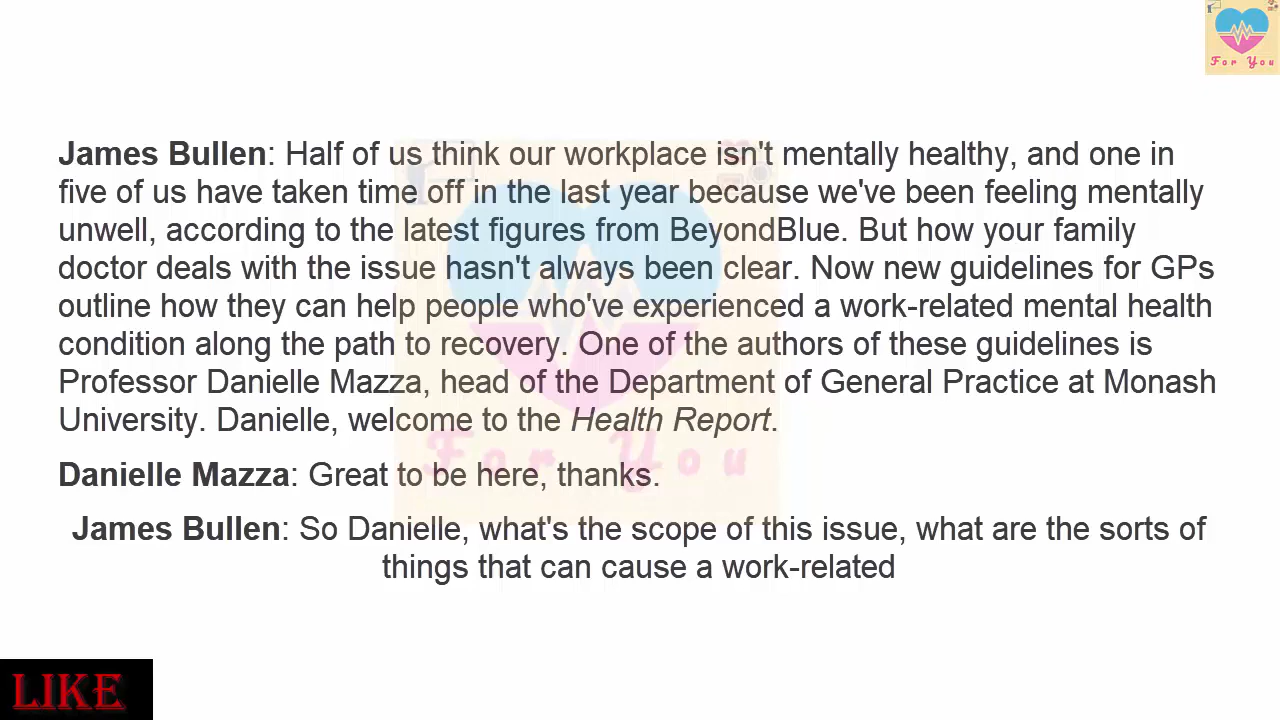 For You
James Bullen: Half of us think our workplace isn't mentally healthy, and one in
five of us have taken time off in the last year because we've been feeling mentally
unwell, according to the latest figures from BeyondBlue. But how your family
doctor deals with the issue hasn't always been clear. Now new guidelines for GPs
outline how they can help people who've experienced a work-related mental health
condition along the path to recovery. One of the authors of these guidelines is
Professor Danielle Mazza, head of the Department of General Practice at Monash
University. Danielle, welcome to the Health Report.
For You
Danielle Mazza: Great to be here, thanks.
James Bullen: So Danielle, what's the scope of this issue, what are the sorts of
things that can cause a work-related
LIKE